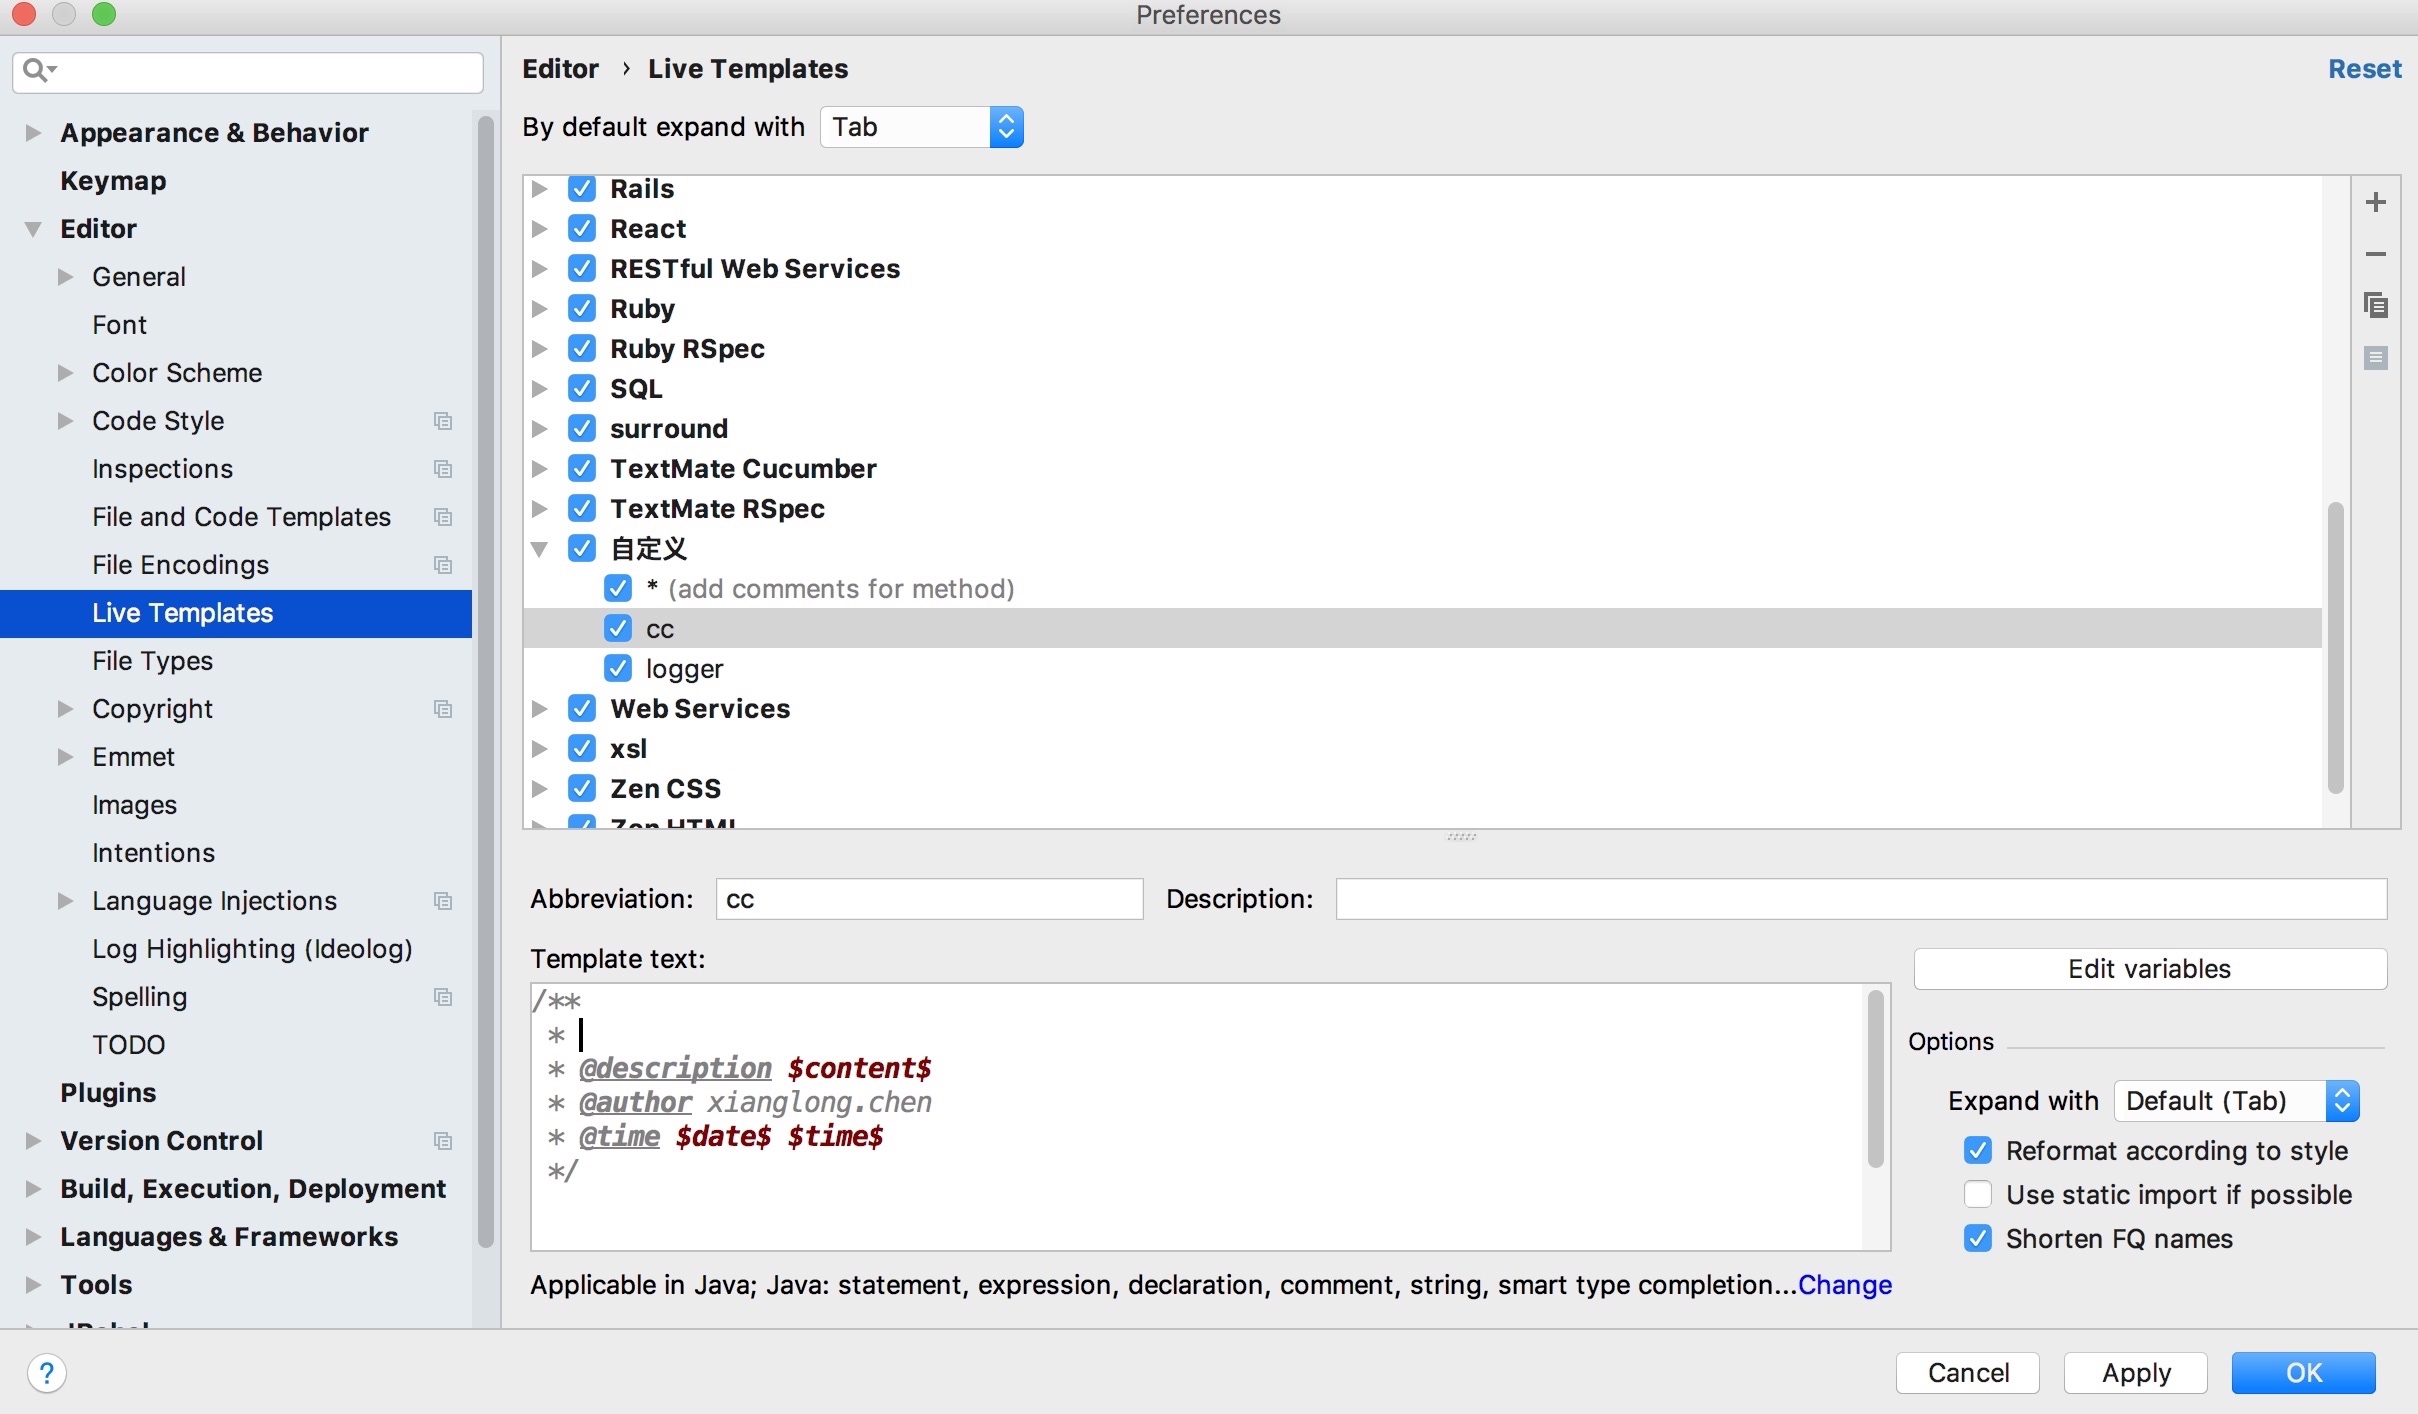 Preferences
Editor › Live Templates
Reset
By default expand with Tab
Appearance & Behavior
Keymap
Editor
General
Font
Color Scheme
Code Style
Inspections
File and Code Templates
File Encodings
Live Templates
File Types
Copyright
Emmet
Images
Intentions
Language Injections
Log Highlighting (Ideolog)
Spelling
TODO
Plugins
Version Control
Build, Execution, Deployment
Languages & Frameworks
Tools
Rails
React
RESTful Web Services
Ruby
Ruby RSpec
SQL
surround
TextMate Cucumber
TextMate RSpec
自定义
* (add comments for method)
cc
logger
Web Services
xsl
Zen CSS
Zen HTML
Abbreviation: cc Description:
Template text:
/**
*
* @description $content$
* @author xianglong.chen
* @time $date$ $time$
*/
Edit variables
Options
Expand with Default (Tab)
Reformat according to style
Use static import if possible
Shorten FQ names
Applicable in Java; Java: statement, expression, declaration, comment, string, smart type completion...Change
?
Cancel Apply OK